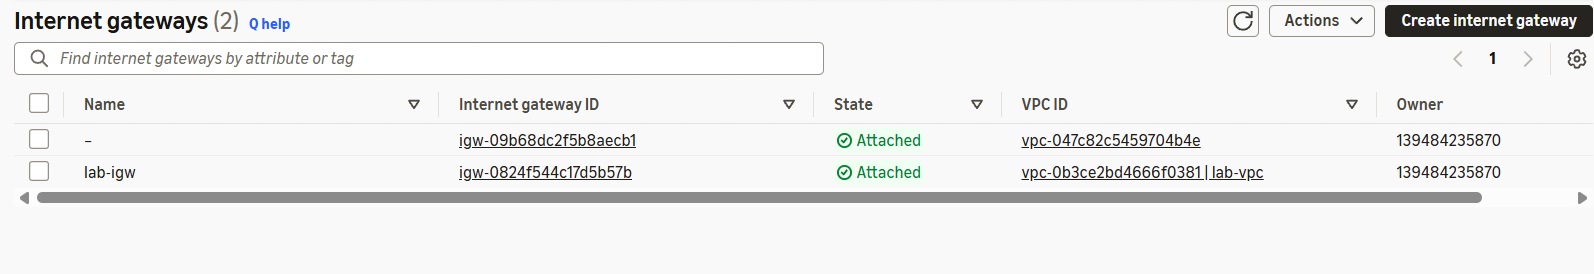 Internet gateways (2) Q help
Actions
Create internet gateway
Find internet gateways by attribute or tag
1
Name Internet gateway ID State VPC ID Owner
– igw-09b68dc2f5b8aecb1 Attached vpc-047c82c5459704b4e 139484235870
lab-igw igw-0824f544c17d5b57b Attached vpc-0b3ce2bd4666f0381 | lab-vpc 139484235870